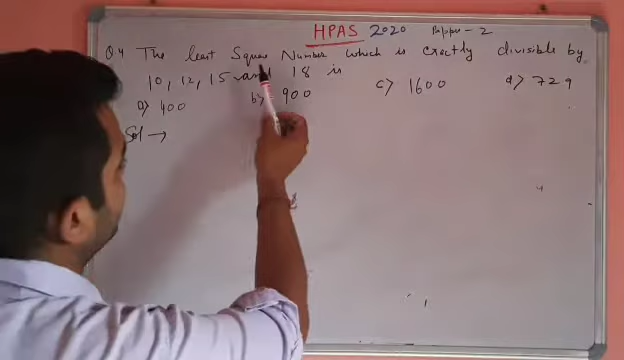 HPAS 2020 Paper - 2
Q.4 The least Square Number which is exactly divisible by
10, 12, 15 and 18 is
a) 400 b) 900 c) 1600 d) 729
Sol →